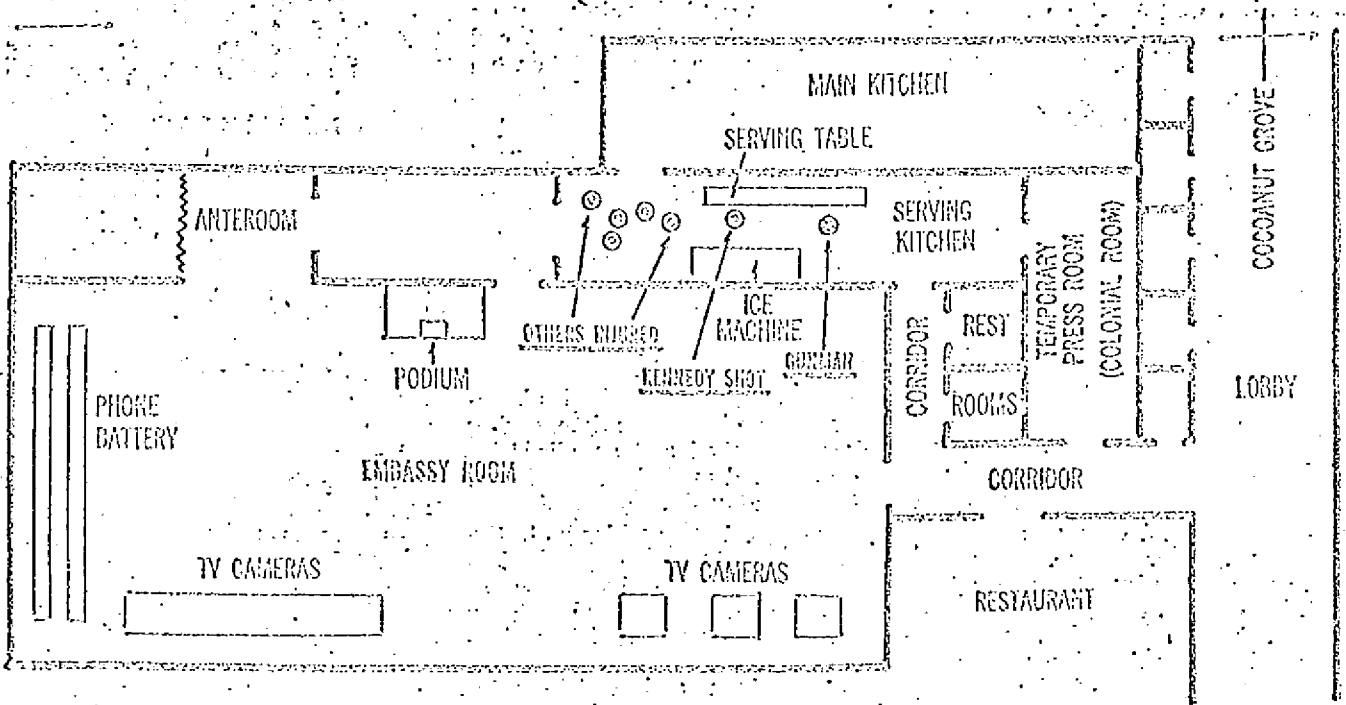 MAIN KITCHEN
SERVING TABLE
ANTEROOM
SERVING
KITCHEN
COCOANUT GROVE
TEMPORARY
PRESS ROOM
(COLONIAL ROOM)
OTHERS
ICE
MACHINE
KENNEDY SHOT
GUNMAN
CORRIDOR
REST
ROOMS
PODIUM
LOBBY
PHONE
BATTERY
EMBASSY ROOM
CORRIDOR
TV CAMERAS
TV CAMERAS
RESTAURANT